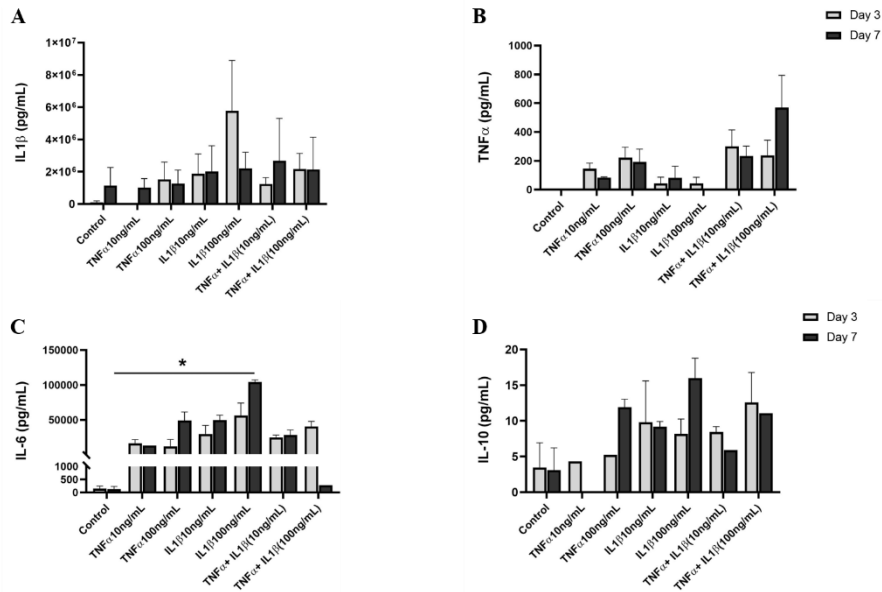 A
IL1β (pg/mL)
1×10⁷
8×10⁶
6×10⁶
4×10⁶
2×10⁶
0
Control
TNFα10ng/mL
TNFα100ng/mL
IL1β10ng/mL
IL1β100ng/mL
TNFα+ IL1β(10ng/mL)
TNFα+ IL1β(100ng/mL)
B
Day 3
Day 7
TNFα (pg/mL)
1000
800
600
400
200
0
Control
TNFα10ng/mL
TNFα100ng/mL
IL1β10ng/mL
IL1β100ng/mL
TNFα+ IL1β(10ng/mL)
TNFα+ IL1β(100ng/mL)
C
IL-6 (pg/mL)
150000
100000
50000
1000
500
0
*
Control
TNFα10ng/mL
TNFα100ng/mL
IL1β10ng/mL
IL1β100ng/mL
TNFα+ IL1β(10ng/mL)
TNFα+ IL1β(100ng/mL)
D
Day 3
Day 7
IL-10 (pg/mL)
20
15
10
5
0
Control
TNFα10ng/mL
TNFα100ng/mL
IL1β10ng/mL
IL1β100ng/mL
TNFα+ IL1β(10ng/mL)
TNFα+ IL1β(100ng/mL)